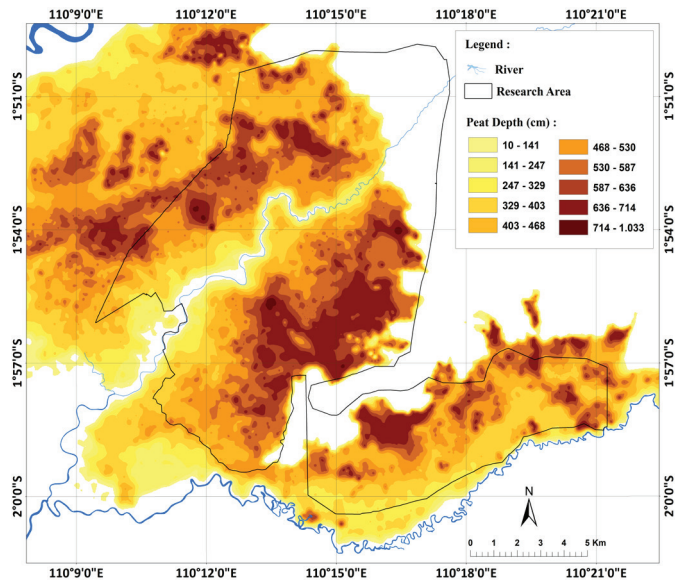 110°9'0"E 110°12'0"E 110°15'0"E 110°18'0"E 110°21'0"E
1°51'0"S 1°51'0"S
1°54'0"S 1°54'0"S
1°57'0"S 1°57'0"S
2°0'0"S 2°0'0"S
Legend :
River
Research Area
Peat Depth (cm) :
10 - 141 468 - 530
141 - 247 530 - 587
247 - 329 587 - 636
329 - 403 636 - 714
403 - 468 714 - 1.033
N
0 1 2 3 4 5 Km
110°9'0"E 110°12'0"E 110°15'0"E 110°18'0"E 110°21'0"E